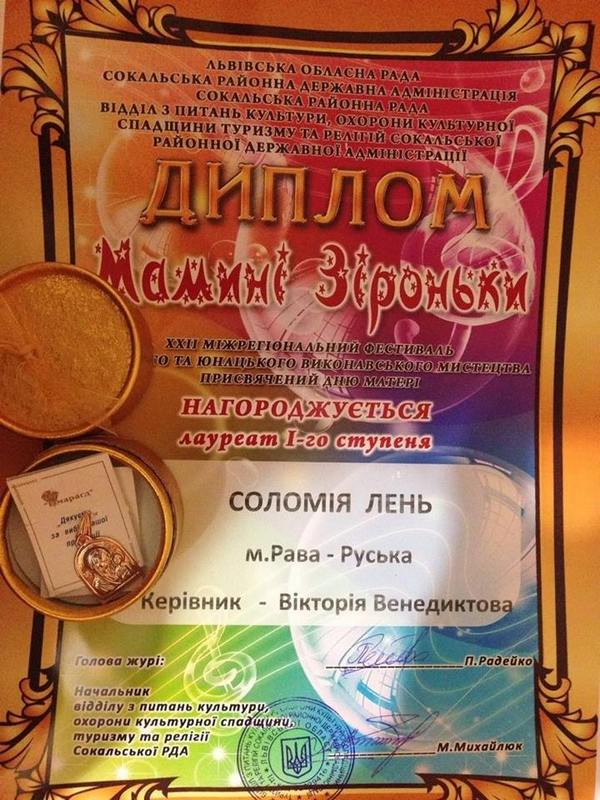 ЛЬВІВСЬКА ОБЛАСНА РАДА
СОКАЛЬСЬКА РАЙОННА ДЕРЖАВНА АДМІНІСТРАЦІЯ
СОКАЛЬСЬКА РАЙОННА РАДА
ВІДДІЛ З ПИТАНЬ КУЛЬТУРИ, ОХОРОНИ КУЛЬТУРНОЇ
СПАДЩИНИ ТУРИЗМУ ТА РЕЛІГІЙ СОКАЛЬСЬКОЇ
РАЙОННОЇ ДЕРЖАВНОЇ АДМІНІСТРАЦІЇ
ДИПЛОМ
Мамині Зіроньки
XXII МІЖРЕГІОНАЛЬНИЙ ФЕСТИВАЛЬ
ТА ЮНАЦЬКОГО ВИКОНАВСЬКОГО МИСТЕЦТВА
ПРИСВЯЧЕНИЙ ДНЮ МАТЕРІ
НАГОРОДЖУЄТЬСЯ
лауреат І-го ступеня
СОЛОМІЯ ЛЕНЬ
м.Рава - Руська
Керівник - Вікторія Венедиктова
Голова журі: П.Радейко
Начальник
відділу з питань культури,
охорони культурної спадщини,
туризму та релігії
Сокальської РДА М.Михайлюк